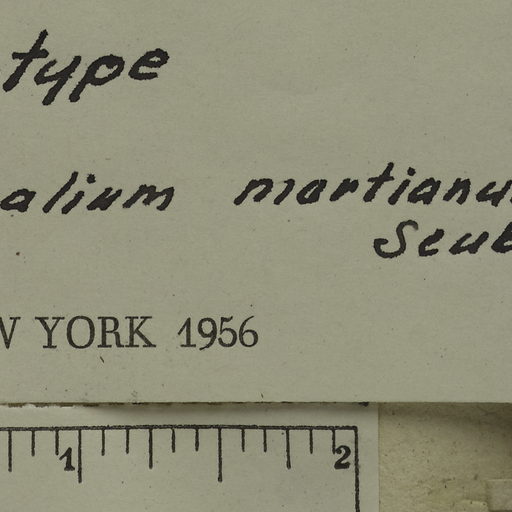 type
alium martianu
Seub
W YORK 1956
1 2